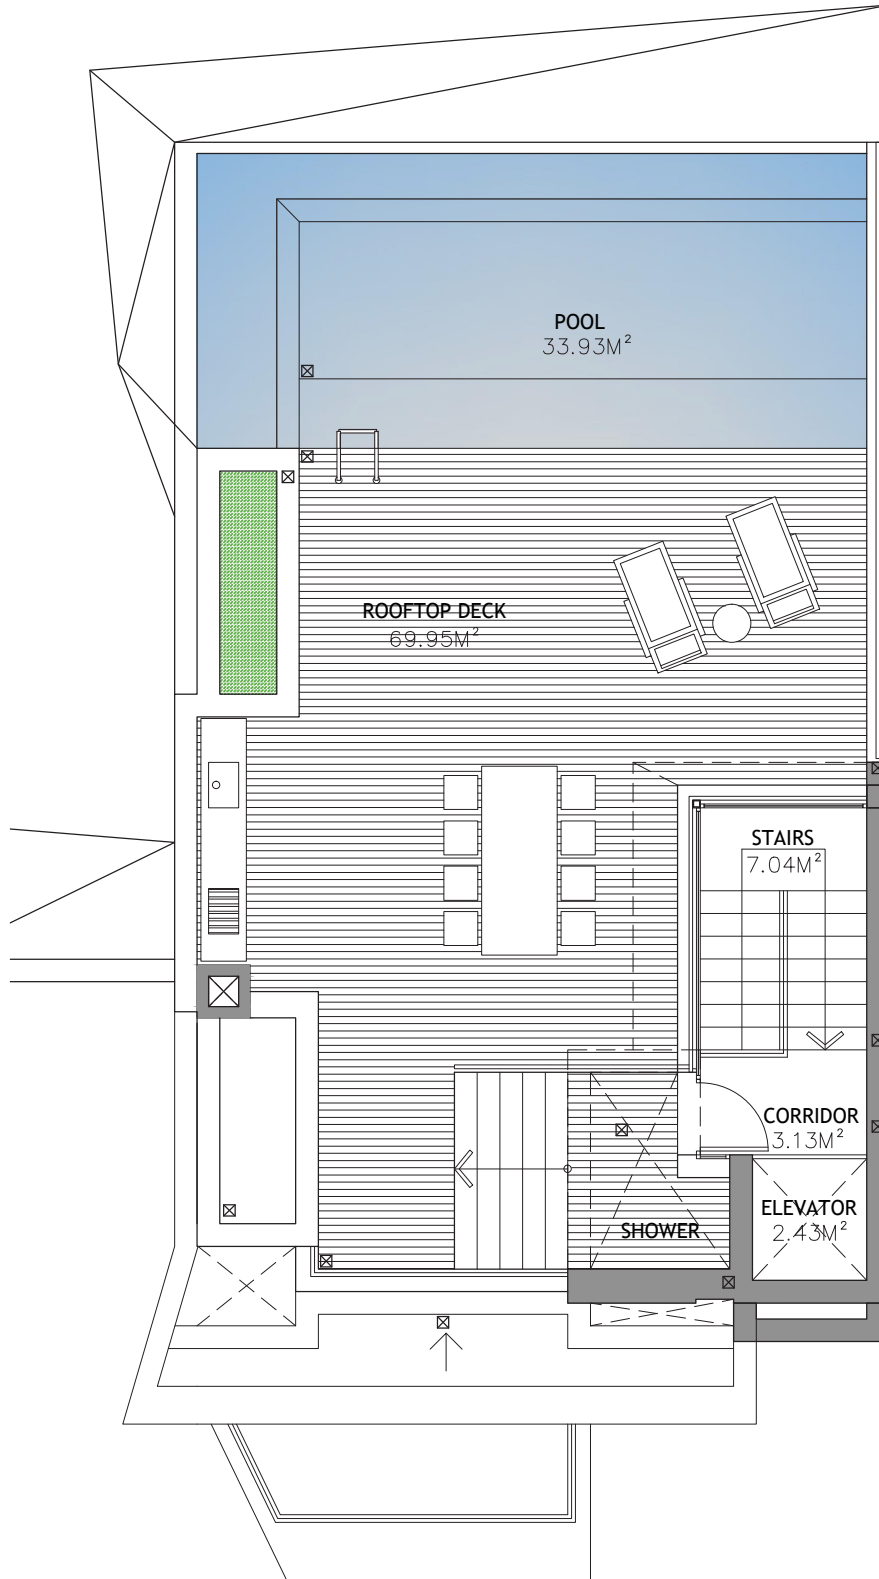 POOL
33.93M²
ROOFTOP DECK
69.95M²
STAIRS
7.04M²
CORRIDOR
3.13M²
ELEVATOR
2.43M²
SHOWER